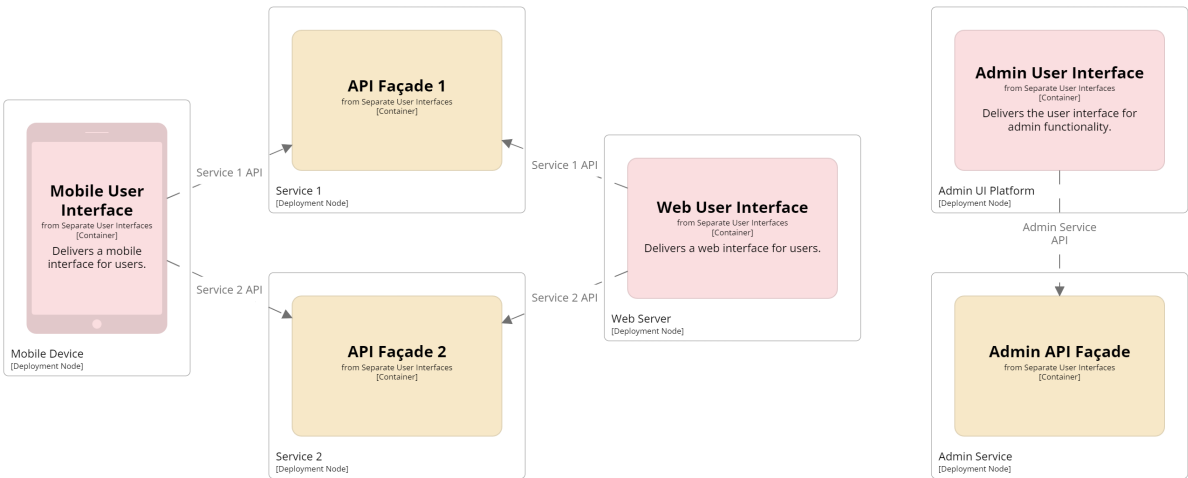 API Façade 1
from Separate User Interfaces
[Container]
Service 1
[Deployment Node]
Admin User Interface
from Separate User Interfaces
[Container]
Delivers the user interface for
admin functionality.
Admin UI Platform
[Deployment Node]
Mobile User
Interface
from Separate User Interfaces
[Container]
Delivers a mobile
interface for users.
Mobile Device
[Deployment Node]
Service 1 API
Service 2 API
Service 1 API
Service 2 API
Web User Interface
from Separate User Interfaces
[Container]
Delivers a web interface for users.
Web Server
[Deployment Node]
Admin Service
API
API Façade 2
from Separate User Interfaces
[Container]
Service 2
[Deployment Node]
Admin API Façade
from Separate User Interfaces
[Container]
Admin Service
[Deployment Node]